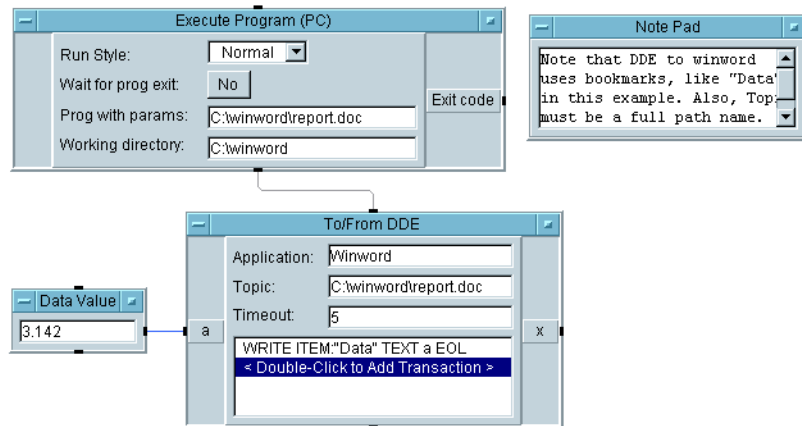 Execute Program (PC)
Run Style: Normal
Wait for prog exit: No
Prog with params: C:\winword\report.doc
Working directory: C:\winword
Exit code
Note Pad
Note that DDE to winword
uses bookmarks, like "Data"
in this example. Also,
must be a full path name.
To/From DDE
Application: Winword
Topic: C:\winword\report.doc
Timeout: 5
a
x
WRITE ITEM:"Data" TEXT a EOL
< Double-Click to Add Transaction >
Data Value
3.142